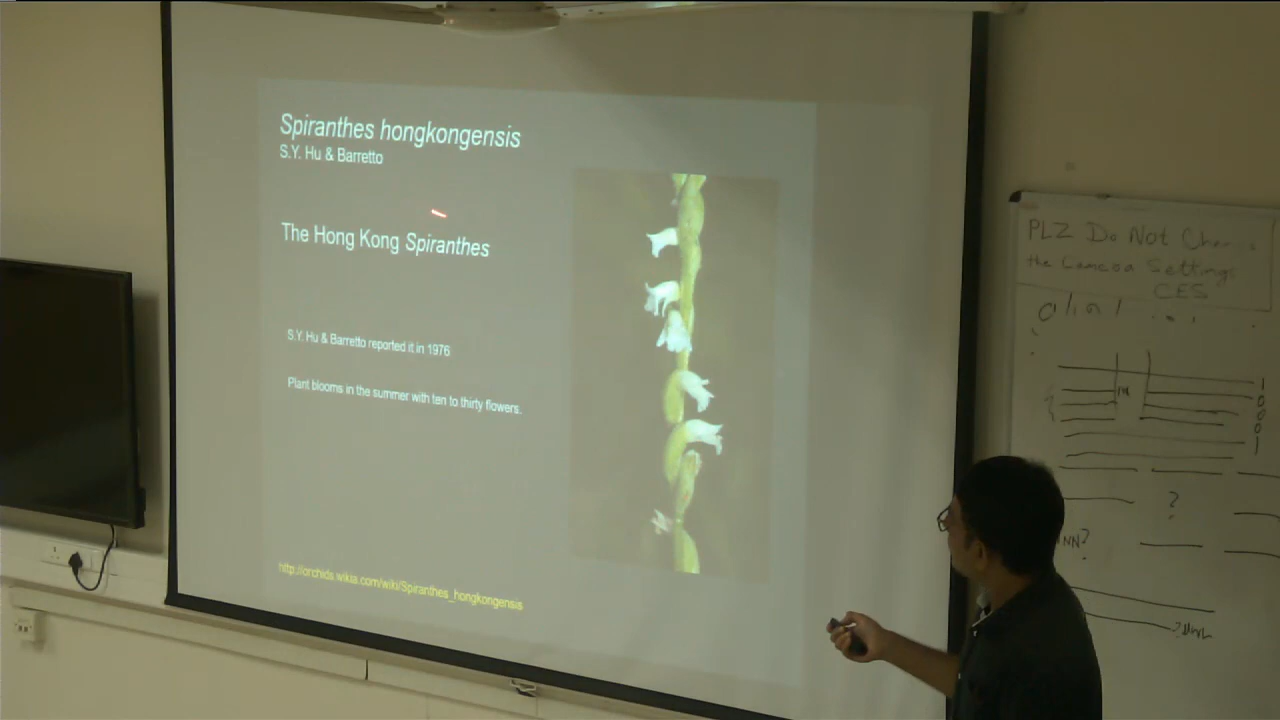 Spiranthes hongkongensis
S.Y. Hu & Barretto
The Hong Kong Spiranthes
S.Y. Hu & Barretto reported it in 1976
Plant blooms in the summer with ten to thirty flowers.
http://orchids.wikia.com/wiki/Spiranthes_hongkongensis
PLZ Do Not
the Camera Settings
CES
?
NN?